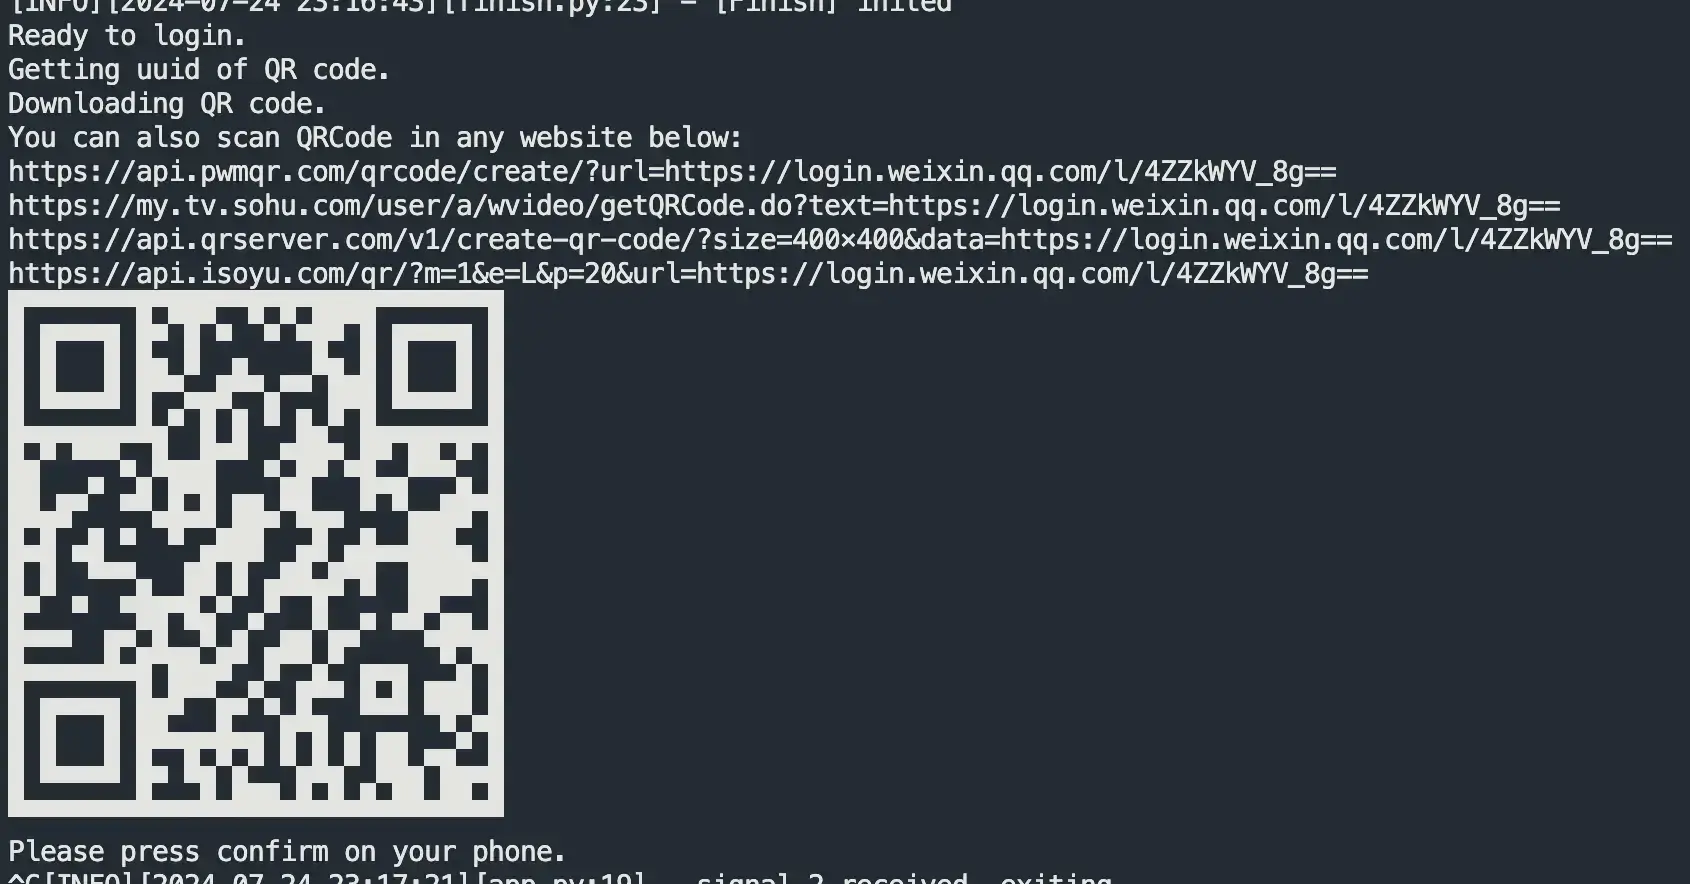 [INFO][2024-07-24 23:16:43][finish.py:23] - [Finish] inited
Ready to login.
Getting uuid of QR code.
Downloading QR code.
You can also scan QRCode in any website below:
https://api.pwmqr.com/qrcode/create/?url=https://login.weixin.qq.com/l/4ZZkWYV_8g==
https://my.tv.sohu.com/user/a/wvideo/getQRCode.do?text=https://login.weixin.qq.com/l/4ZZkWYV_8g==
https://api.qrserver.com/v1/create-qr-code/?size=400×400&data=https://login.weixin.qq.com/l/4ZZkWYV_8g==
https://api.isoyu.com/qr/?m=1&e=L&p=20&url=https://login.weixin.qq.com/l/4ZZkWYV_8g==
Please press confirm on your phone.
^C[INFO][2024-07-24 23:17:21][app.py:19] - signal 2 received, exiting